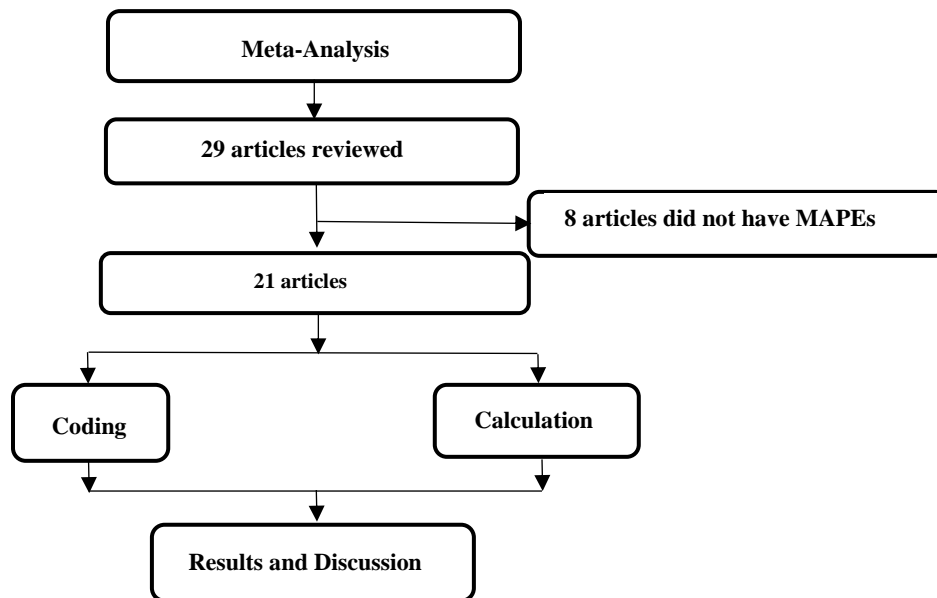 Meta-Analysis
29 articles reviewed
8 articles did not have MAPEs
21 articles
Coding
Calculation
Results and Discussion